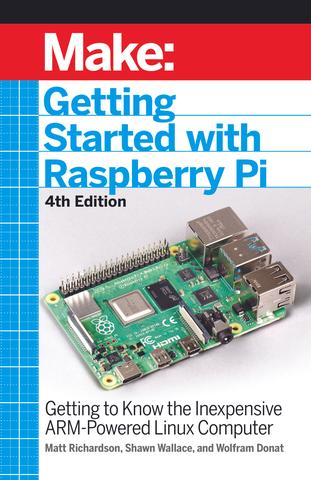 Make:
Getting
Started with
Raspberry Pi
4th Edition
HDMI
Getting to Know the Inexpensive
ARM-Powered Linux Computer
Matt Richardson, Shawn Wallace, and Wolfram Donat